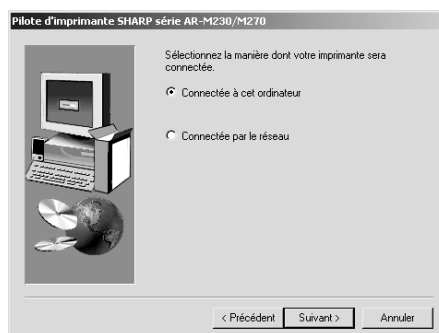 Pilote d'imprimante SHARP série AR-M230/M270
Sélectionnez la manière dont votre imprimante sera
connectée.
Connectée à cet ordinateur
Connectée par le réseau
< Précédent
Suivant >
Annuler